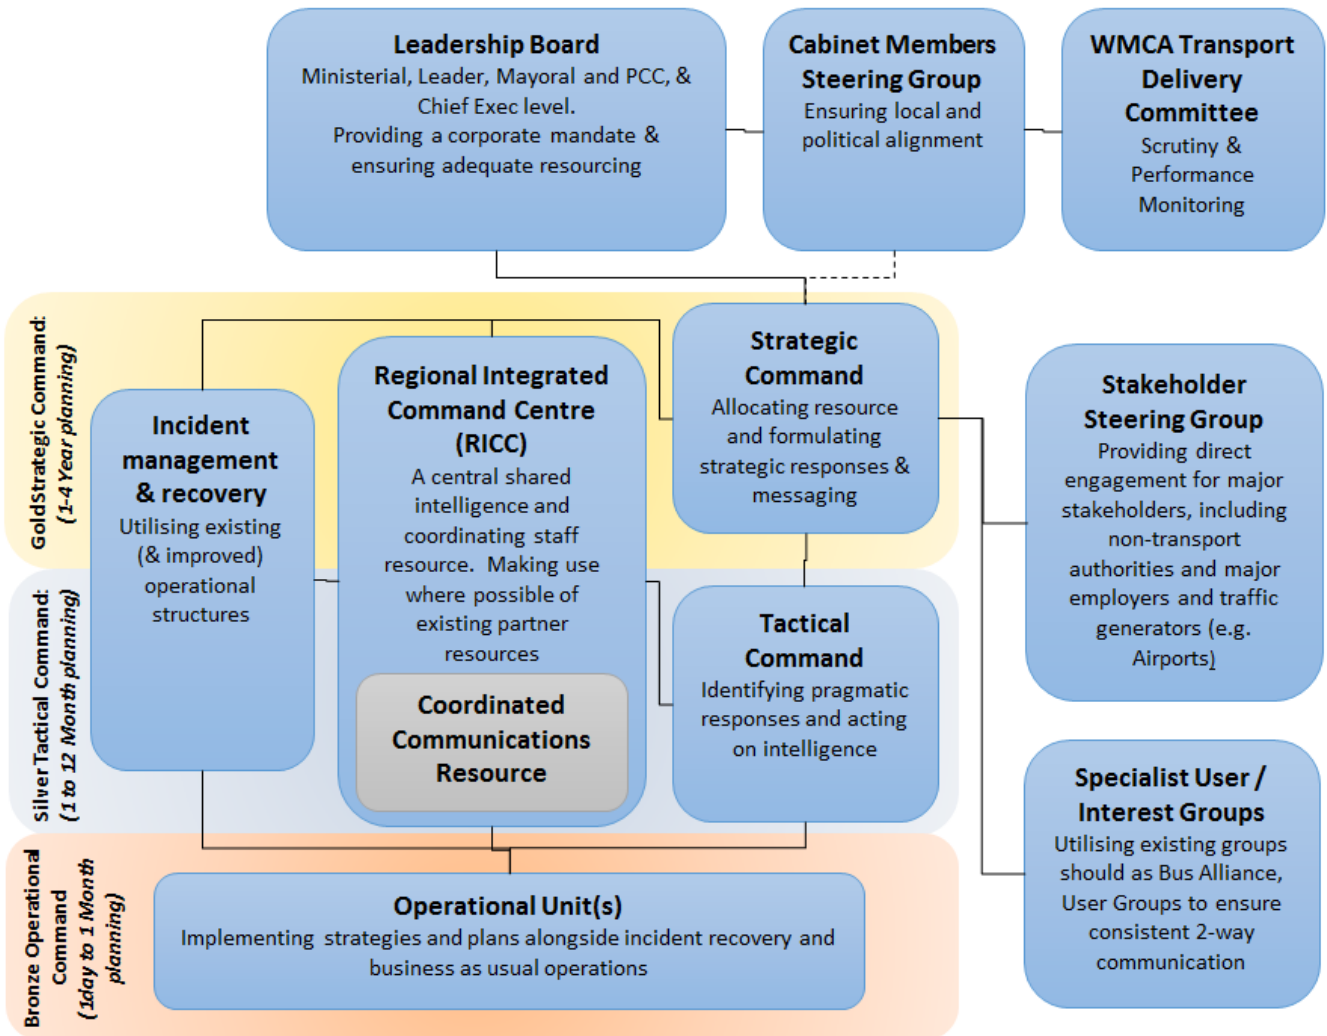 Leadership Board
Ministerial, Leader, Mayoral and PCC, &
Chief Exec level.
Providing a corporate mandate &
ensuring adequate resourcing
Cabinet Members
Steering Group
Ensuring local and
political alignment
WMCA Transport
Delivery
Committee
Scrutiny &
Performance
Monitoring
GoldStrategic Command:
(1-4 Year planning)
Incident
management
& recovery
Utilising existing
(& improved)
operational
structures
Regional Integrated
Command Centre
(RICC)
A central shared
intelligence and
coordinating staff
resource. Making use
where possible of
existing partner
resources
Coordinated
Communications
Resource
Strategic
Command
Allocating resource
and formulating
strategic responses &
messaging
Stakeholder
Steering Group
Providing direct
engagement for major
stakeholders, including
non-transport
authorities and major
employers and traffic
generators (e.g.
Airports)
Silver Tactical Command:
(1 to 12 Month planning)
Tactical
Command
Identifying pragmatic
responses and acting
on intelligence
Specialist User /
Interest Groups
Utilising existing groups
should as Bus Alliance,
User Groups to ensure
consistent 2-way
communication
Bronze Operational
Command
(1day to 1 Month
planning)
Operational Unit(s)
Implementing strategies and plans alongside incident recovery and
business as usual operations